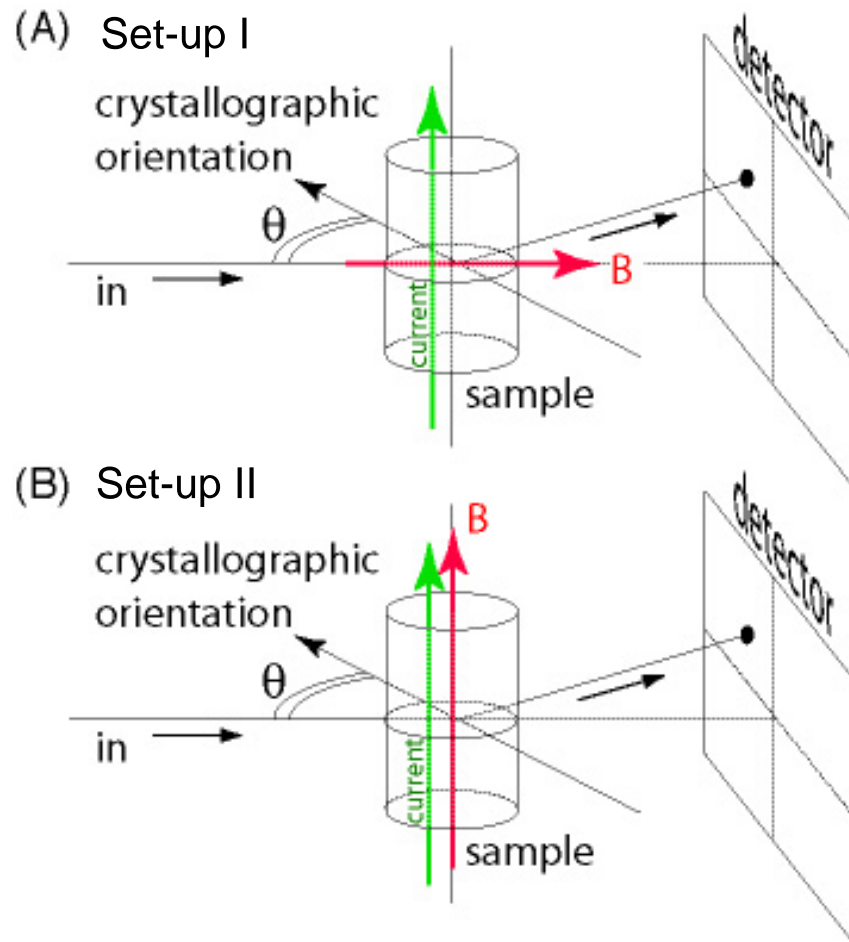 (A) Set-up I
crystallographic
orientation
θ
in
current
B
sample
detector
(B) Set-up II
crystallographic
orientation
θ
in
current
B
sample
detector